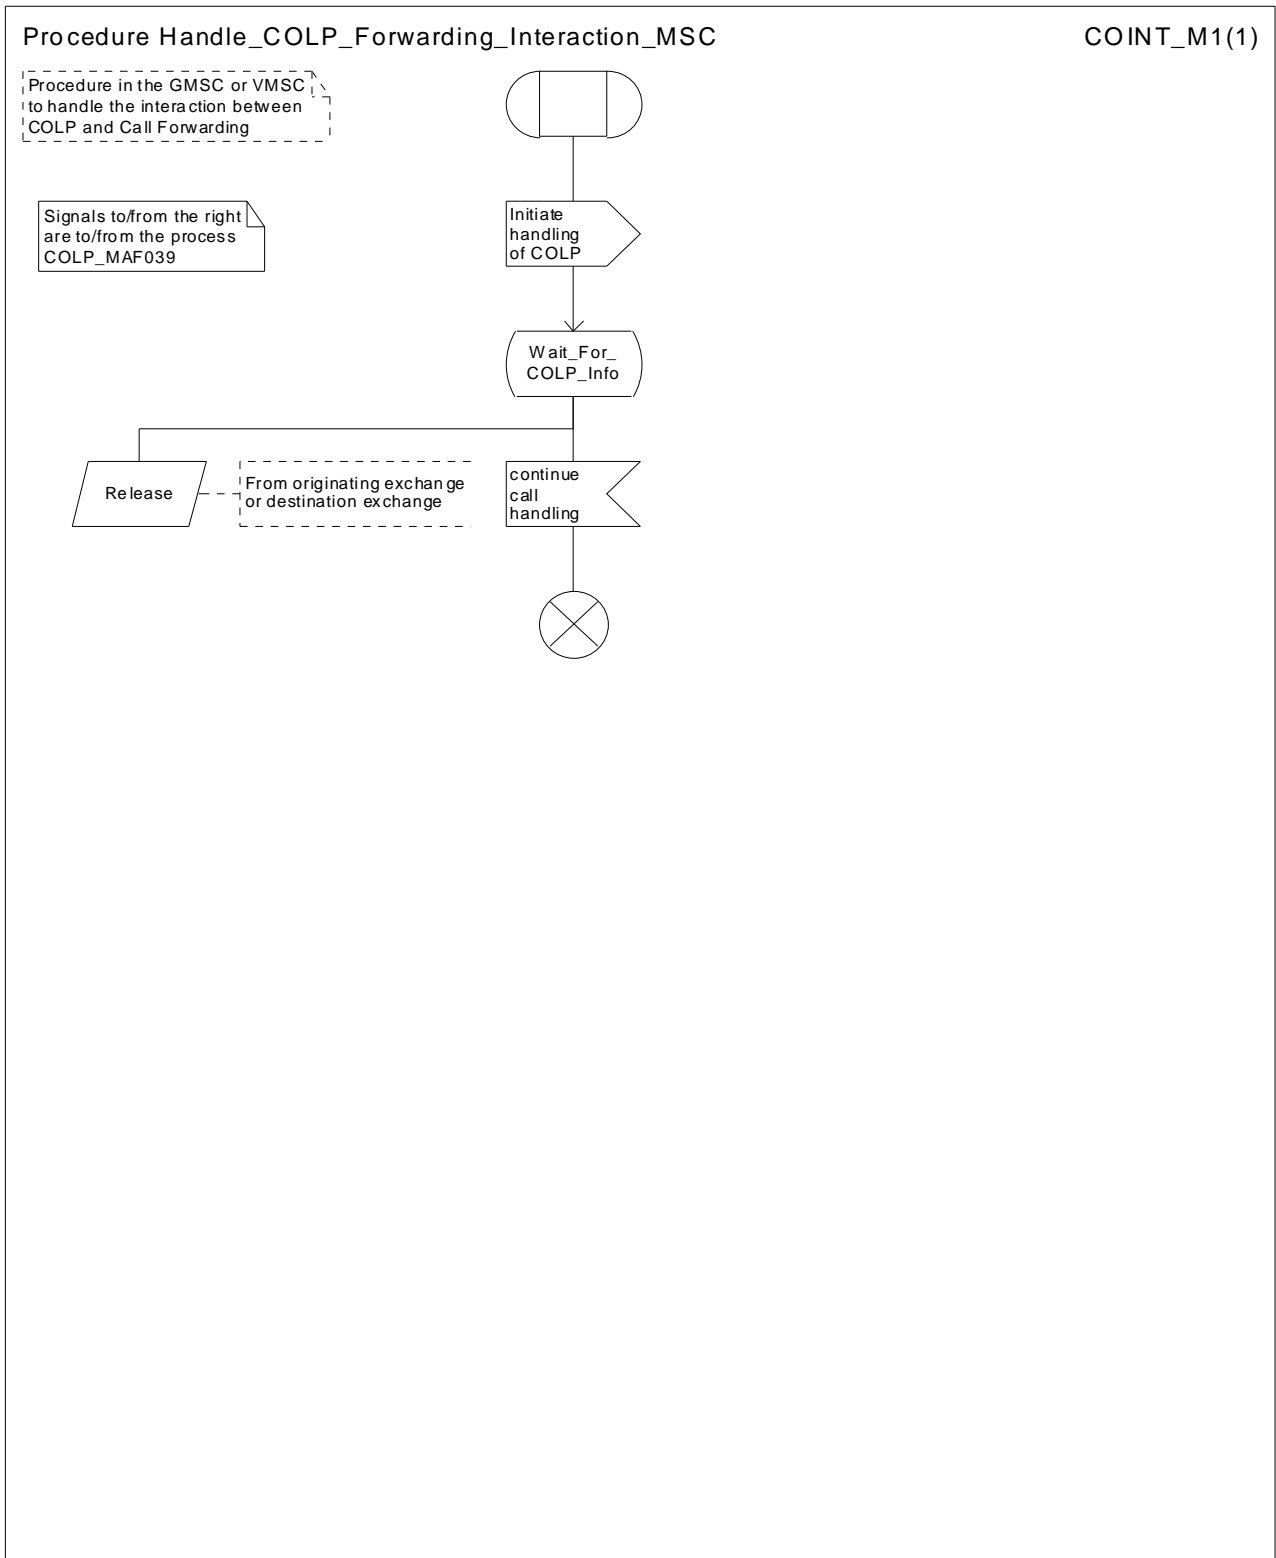 Procedure Handle_COLP_Forwarding_Interaction_MSC
COINT_M1(1)
Procedure in the GMSC or VMSC
to handle the interaction between
COLP and Call Forwarding
Signals to/from the right
are to/from the process
COLP_MAF039
Initiate
handling
of COLP
Wait_For_
COLP_Info
Release
From originating exchange
or destination exchange
continue
call
handling